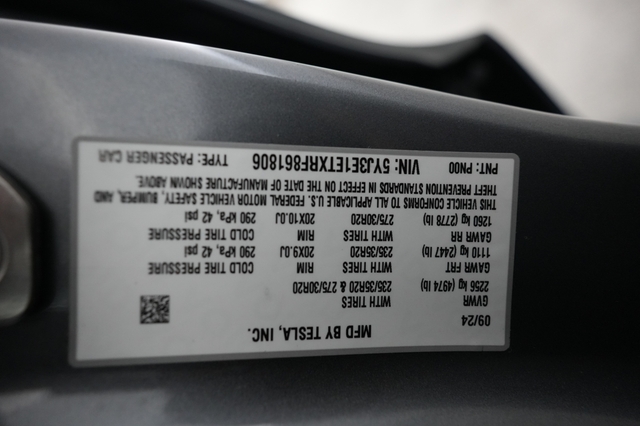 MFD BY TESLA, INC.
09/24
GVWR
2256 kg (4974 lb) WITH TIRES 235/35R20 & 275/30R20
GAWR FRT WITH TIRES RIM COLD TIRE PRESSURE
1110 kg (2447 lb) 235/35R20 20X9.0J 290 kPa, 42 psi
GAWR RR WITH TIRES RIM COLD TIRE PRESSURE
1260 kg (2778 lb) 275/30R20 20X10.0J 290 kPa, 42 psi
THIS VEHICLE CONFORMS TO ALL APPLICABLE U.S. FEDERAL MOTOR VEHICLE SAFETY, BUMPER, AND
THEFT PREVENTION STANDARDS IN EFFECT ON THE DATE OF MANUFACTURE SHOWN ABOVE.
PNT: PN00 VIN: 5YJ3E1ETXRF861806 TYPE: PASSENGER CAR